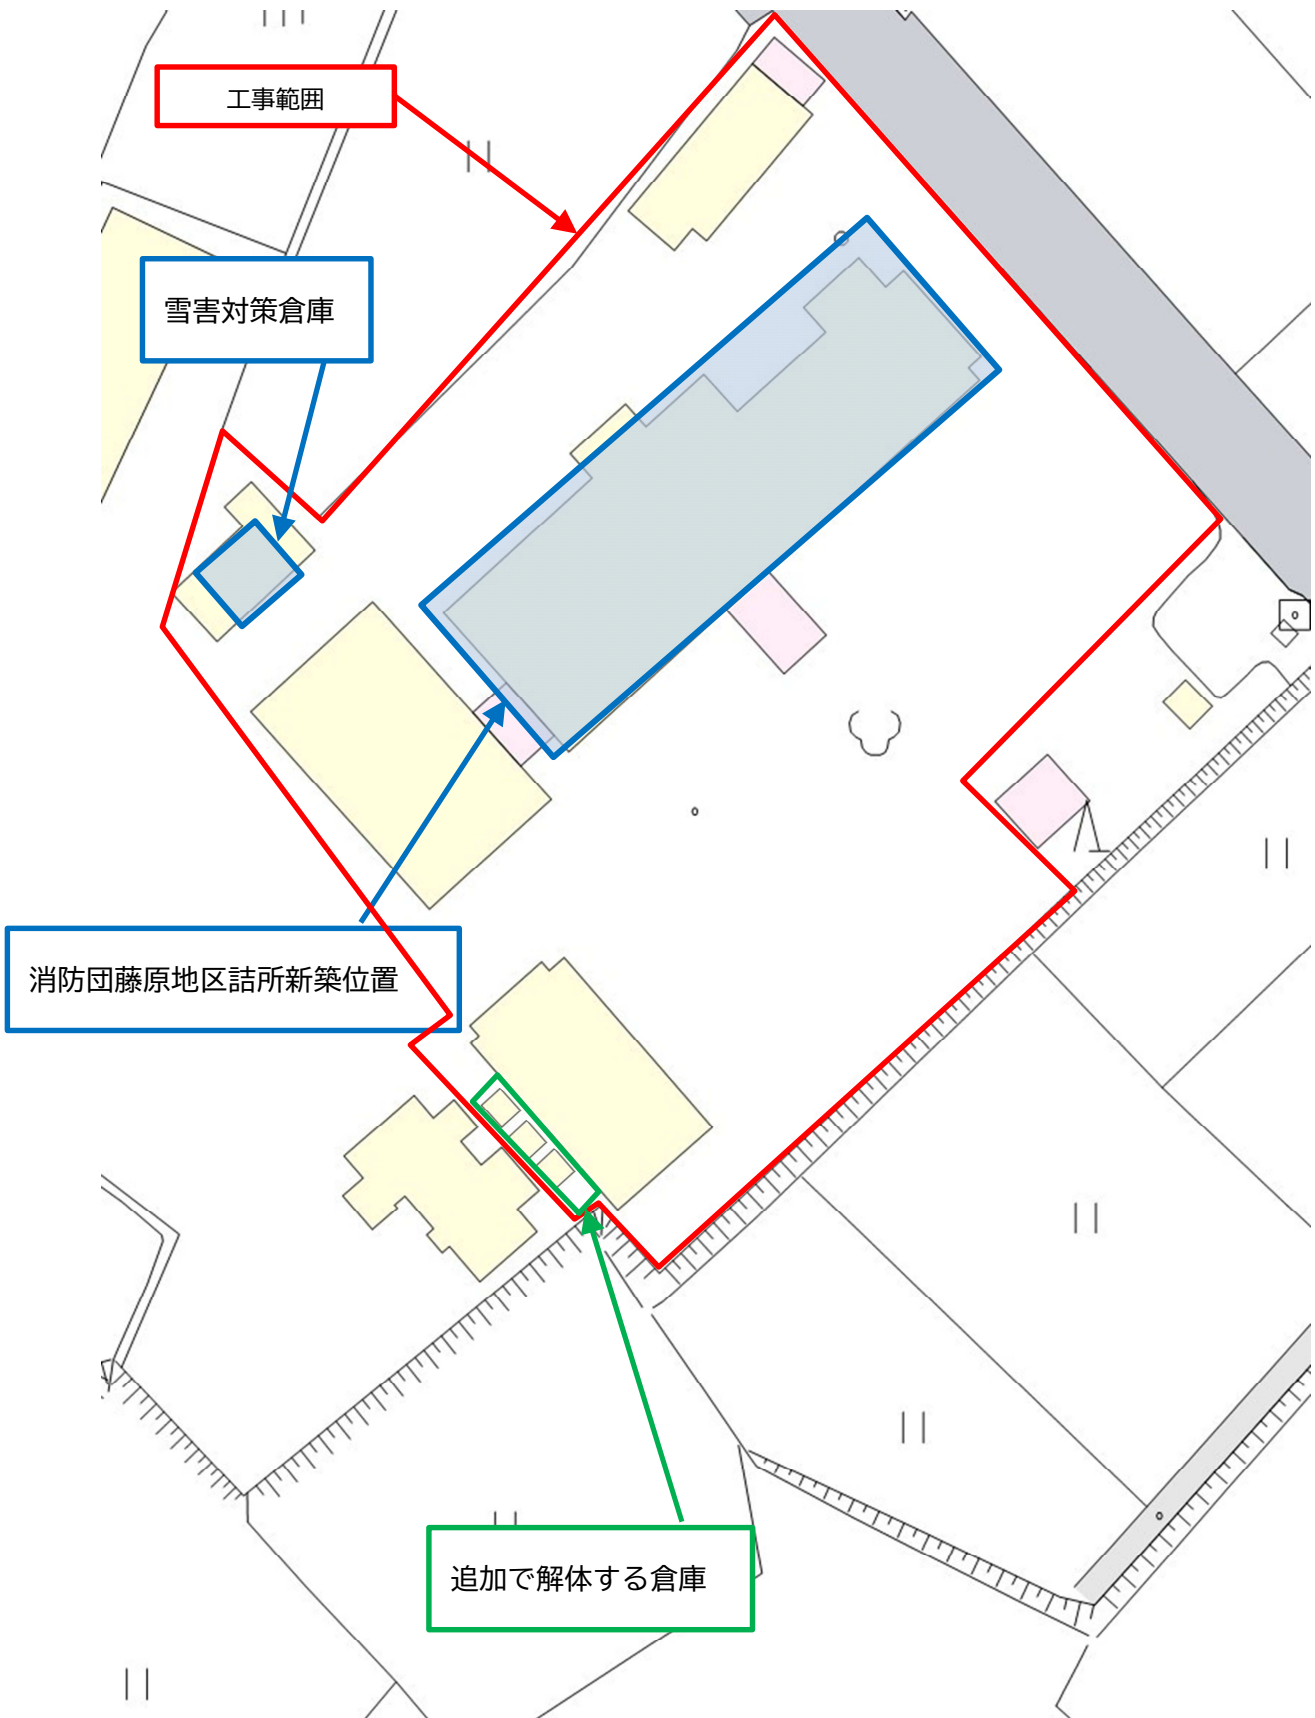 工事範囲
雪害対策倉庫
消防団藤原地区詰所新築位置
追加で解体する倉庫